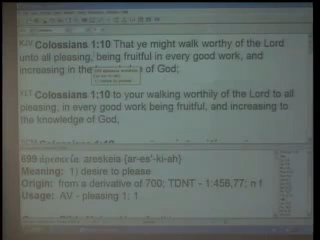 KJV Colossians 1:10 That ye might walk worthy of the Lord
unto all pleasing, being fruitful in every good work, and
increasing in the of God;
YLT Colossians 1:10 to your walking worthily of the Lord to all
pleasing, in every good work being fruitful, and increasing to
the knowledge of God,
699 areskeia {ar-es'-ki-ah}
Meaning: 1) desire to please
Origin: from a derivative of 700; TDNT - 1:456,77; n f
Usage: AV - pleasing 1; 1